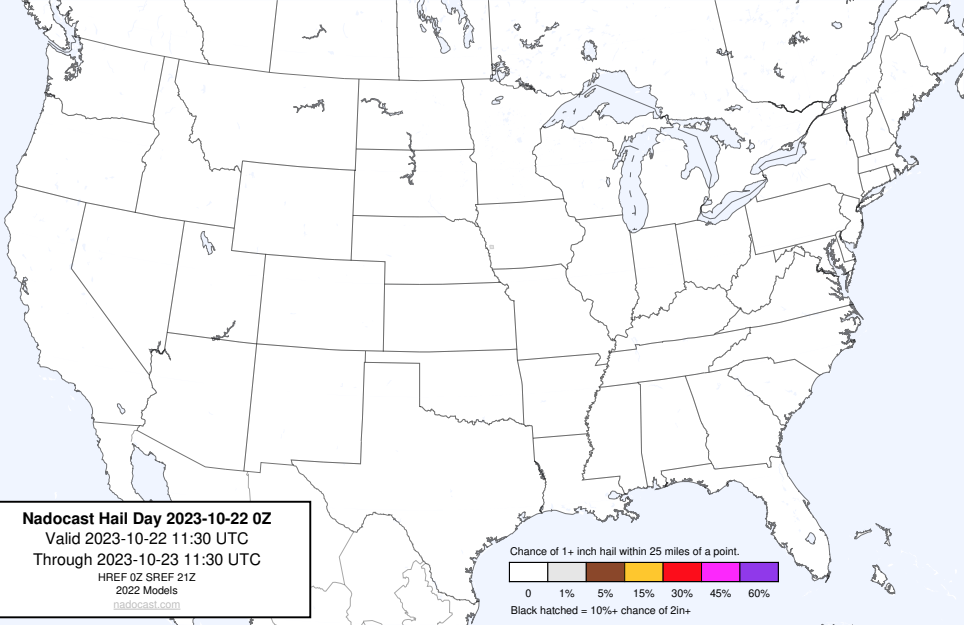 Nadocast Hail Day 2023-10-22 0Z
Valid 2023-10-22 11:30 UTC
Through 2023-10-23 11:30 UTC
HREF 0Z SREF 21Z
2022 Models
nadocast.com
Chance of 1+ inch hail within 25 miles of a point.
0 1% 5% 15% 30% 45% 60%
Black hatched = 10%+ chance of 2in+